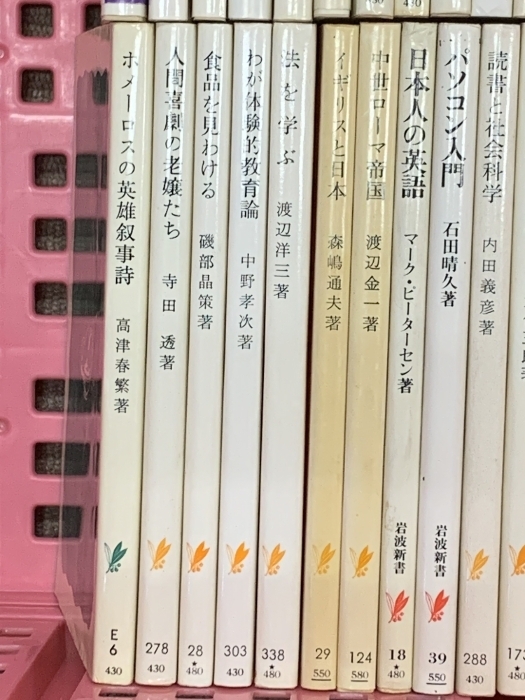 ホメーロスの英雄叙事詩
高津春繁著
E
6
430
人間喜劇の老嬢たち
寺田 透著
278
430
食品を見わける
磯部晶策著
28
480
わが体験的教育論
中野孝次著
303
430
法を学ぶ
渡辺洋三著
338
480
イギリスと日本
森嶋通夫著
29
550
中世ローマ帝国
渡辺金一著
124
580
日本人の英語
マーク・ピーターセン著
岩波新書
18
480
パソコン入門
石田晴久著
岩波新書
39
550
読書と社会科学
内田義彦著
288
430
173